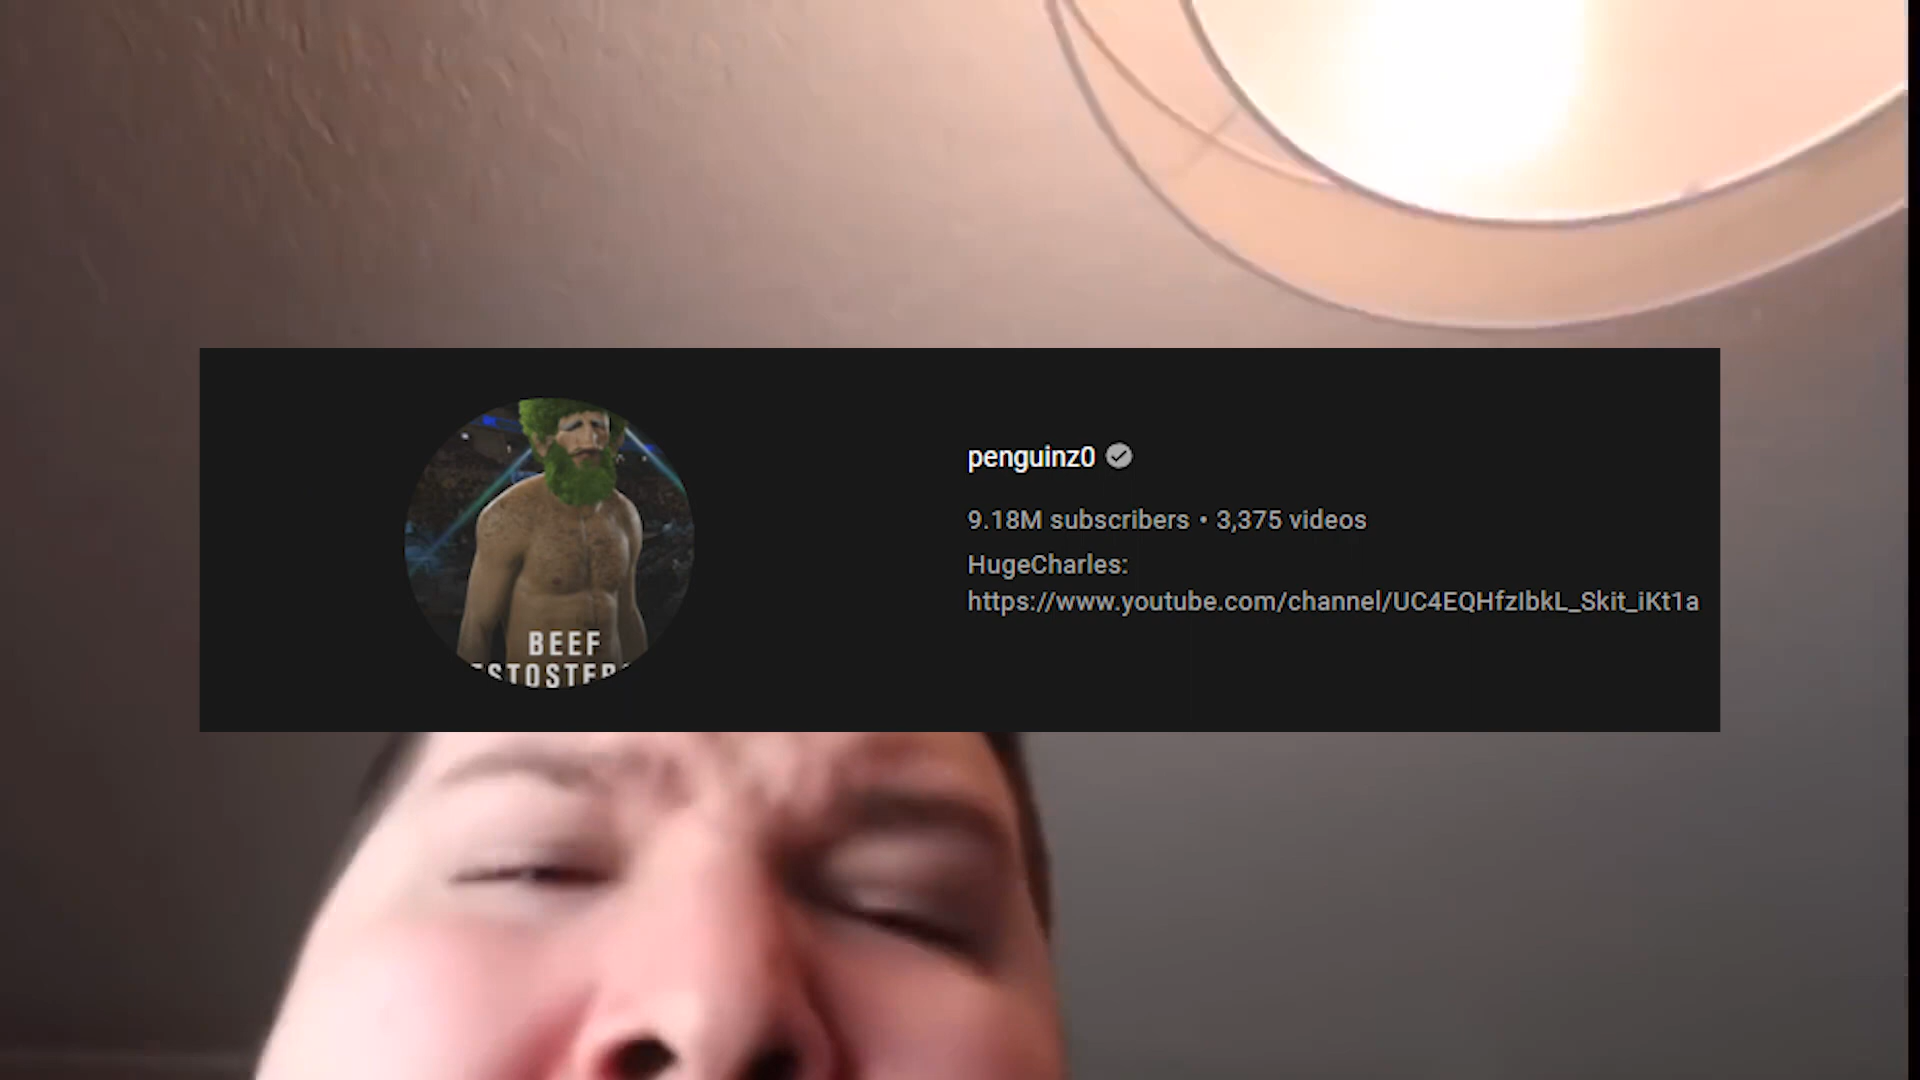 BEEF
penguinz0
9.18M subscribers • 3,375 videos
HugeCharles:
https://www.youtube.com/channel/UC4EQHfzIbkL_Skit_iKt1a